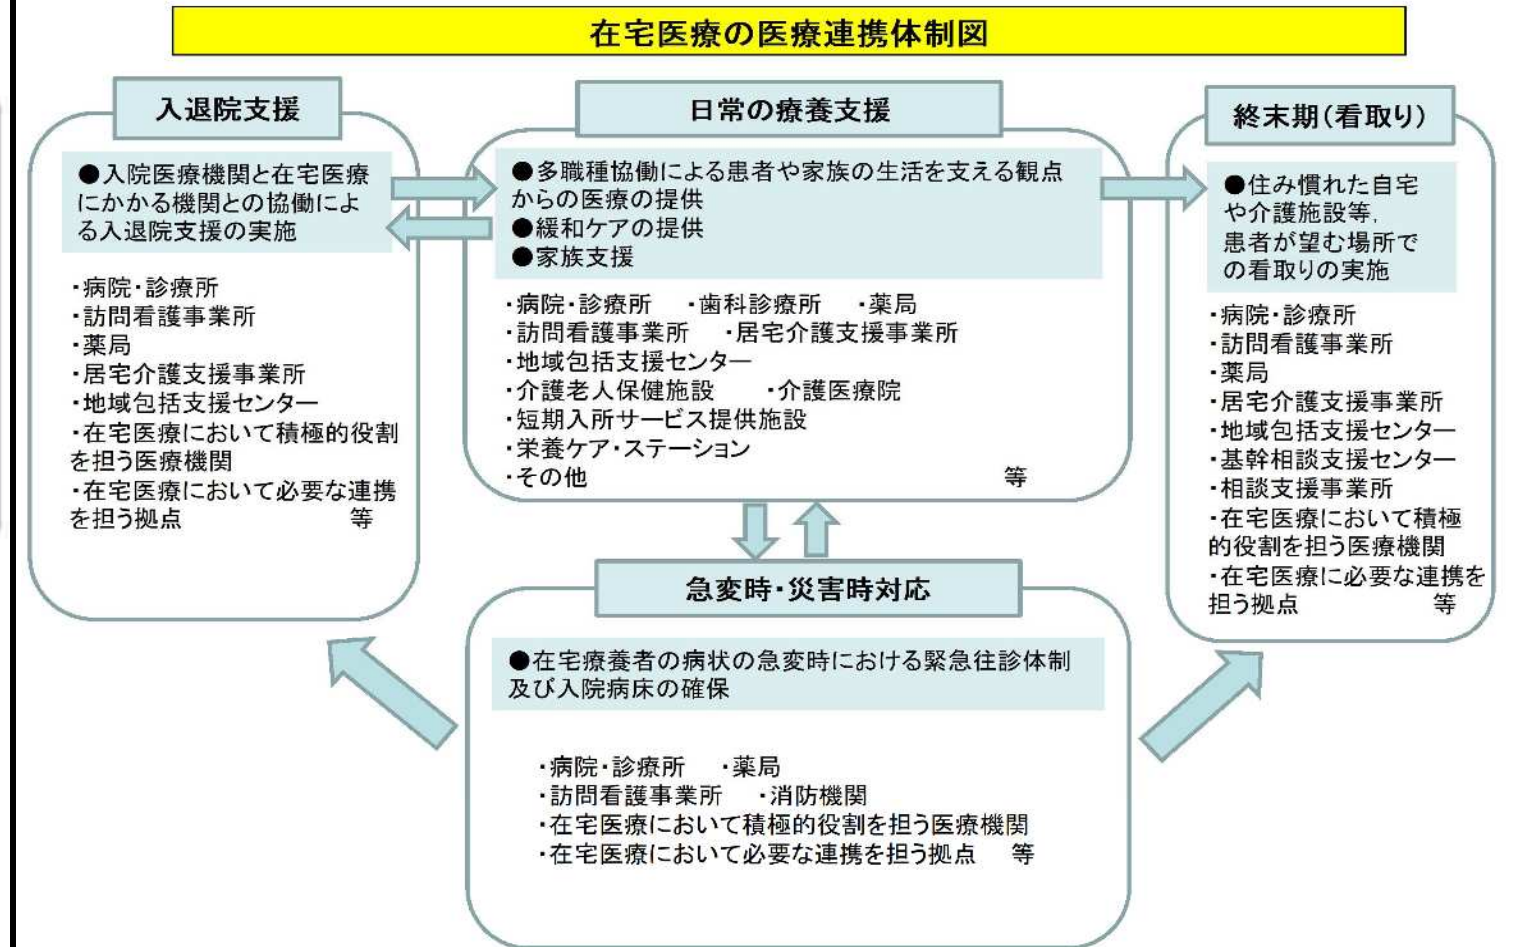 在宅医療の医療連携体制図
入退院支援
●入院医療機関と在宅医療
にかかる機関との協働によ
る入退院支援の実施
・病院・診療所
・訪問看護事業所
・薬局
・居宅介護支援事業所
・地域包括支援センター
・在宅医療において積極的役割
を担う医療機関
・在宅医療において必要な連携
を担う拠点 等
日常の療養支援
●多職種協働による患者や家族の生活を支える観点
からの医療の提供
●緩和ケアの提供
●家族支援
・病院・診療所 ・歯科診療所 ・薬局
・訪問看護事業所 ・居宅介護支援事業所
・地域包括支援センター
・介護老人保健施設 ・介護医療院
・短期入所サービス提供施設
・栄養ケア・ステーション
・その他 等
終末期(看取り)
●住み慣れた自宅
や介護施設等,
患者が望む場所で
の看取りの実施
・病院・診療所
・訪問看護事業所
・薬局
・居宅介護支援事業所
・地域包括支援センター
・基幹相談支援センター
・相談支援事業所
・在宅医療において積極
的役割を担う医療機関
・在宅医療に必要な連携を
担う拠点 等
急変時・災害時対応
●在宅療養者の病状の急変時における緊急往診体制
及び入院病床の確保
・病院・診療所 ・薬局
・訪問看護事業所 ・消防機関
・在宅医療において積極的役割を担う医療機関
・在宅医療において必要な連携を担う拠点 等